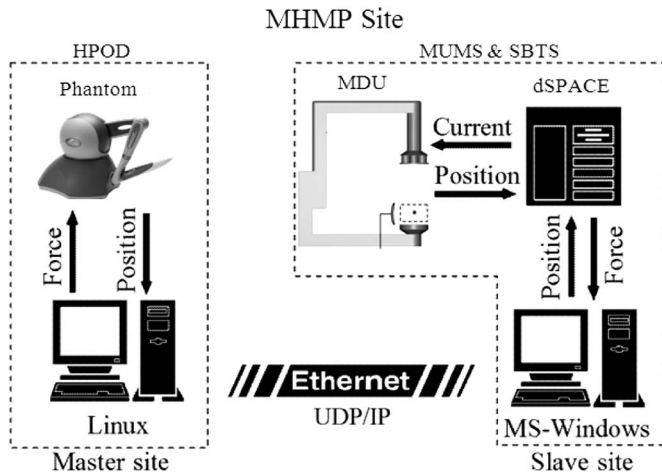 MHMP Site
HPOD
MUMS & SBTS
Phantom
MDU
dSPACE
Current
Position
Force
Position
Position
Force
Ethernet
UDP/IP
Linux
MS-Windows
Master site
Slave site